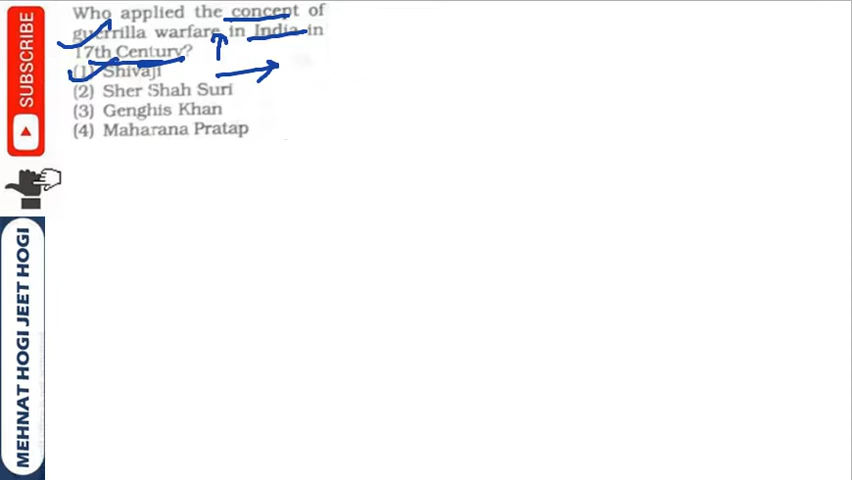 Who applied the concept of
guerrilla warfare in India in
17th Century?
(1) Shivaji
(2) Sher Shah Suri
(3) Genghis Khan
(4) Maharana Pratap
SUBSCRIBE
MEHNAT HOGI JEET HOGI